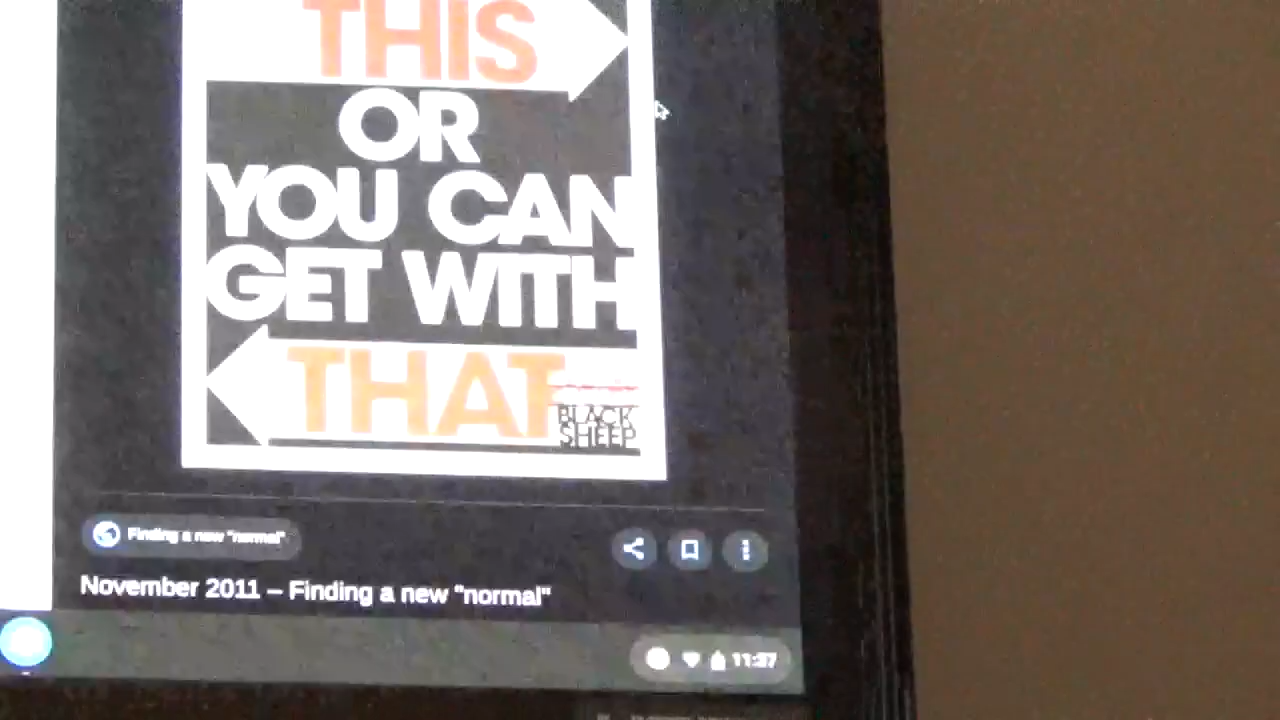 THIS
OR
YOU CAN
GET WITH
THAT
BLACK
SHEEP
Finding a new "normal"
November 2011 – Finding a new "normal"
11:37